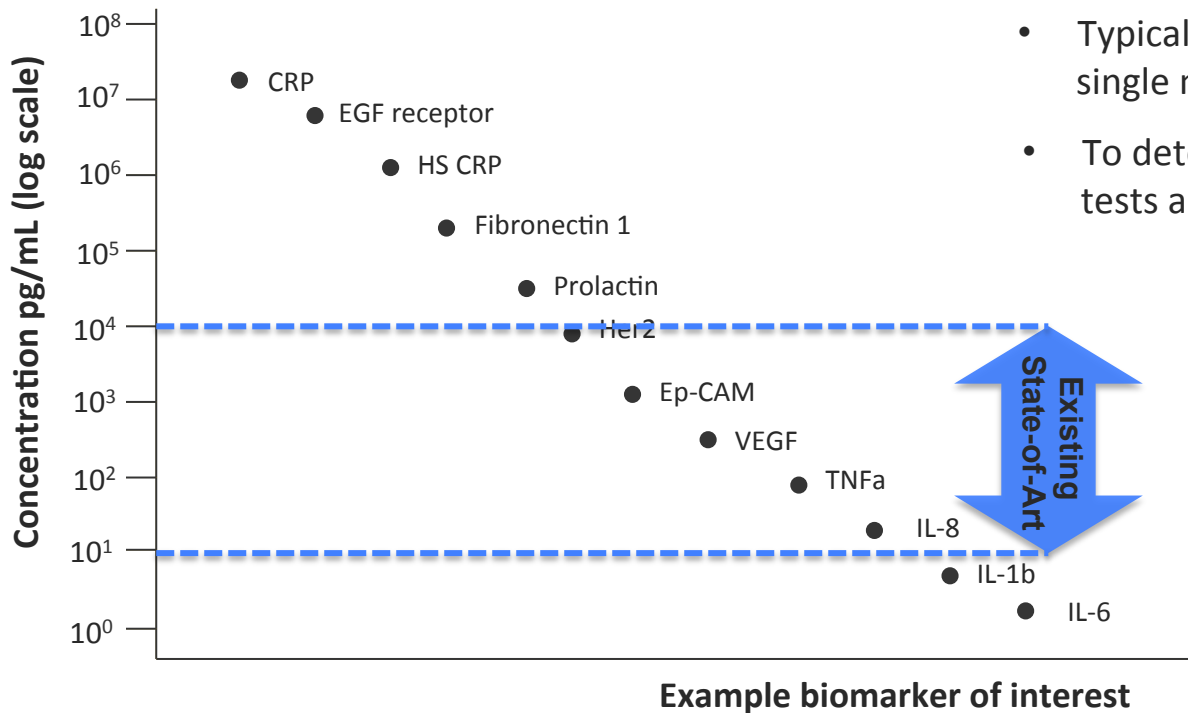 Concentration pg/mL (log scale)
10⁸
10⁷
10⁶
10⁵
10⁴
10³
10²
10¹
10⁰
CRP
EGF receptor
HS CRP
Fibronectin 1
Prolactin
Her2
Ep-CAM
VEGF
TNFa
IL-8
IL-1b
IL-6
• Typical
single
• To
tests
Existing
State-of-Art
Example biomarker of interest